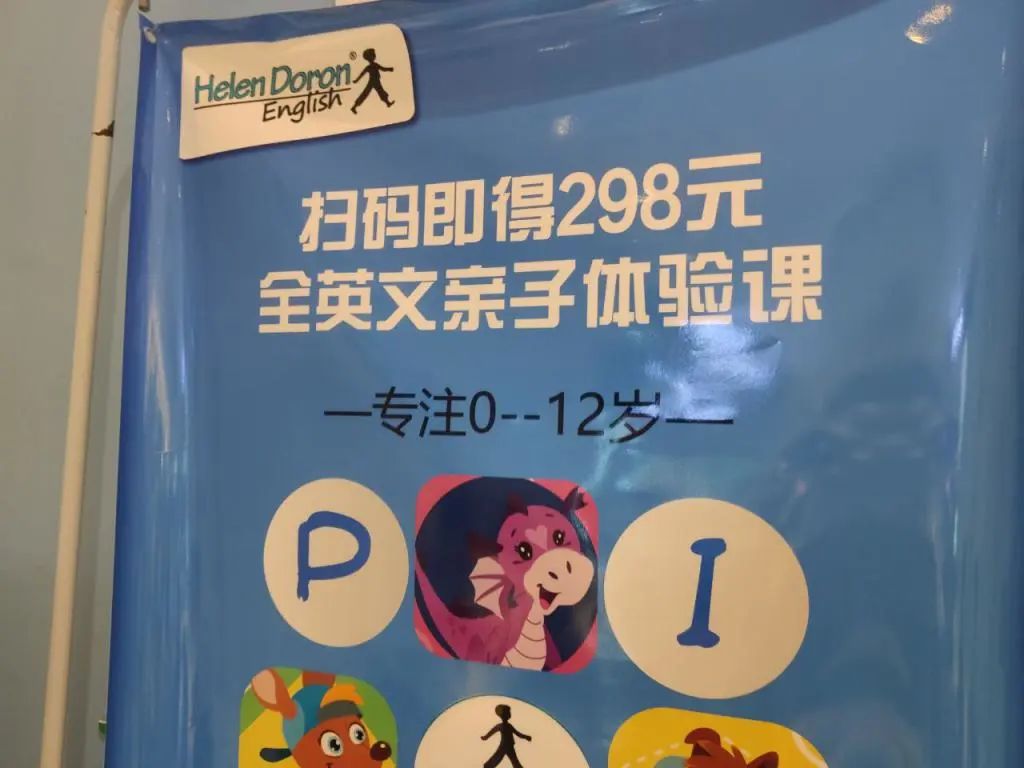 Helen Doron®
English
扫码即得298元
全英文亲子体验课
—专注0--12岁—
P
I